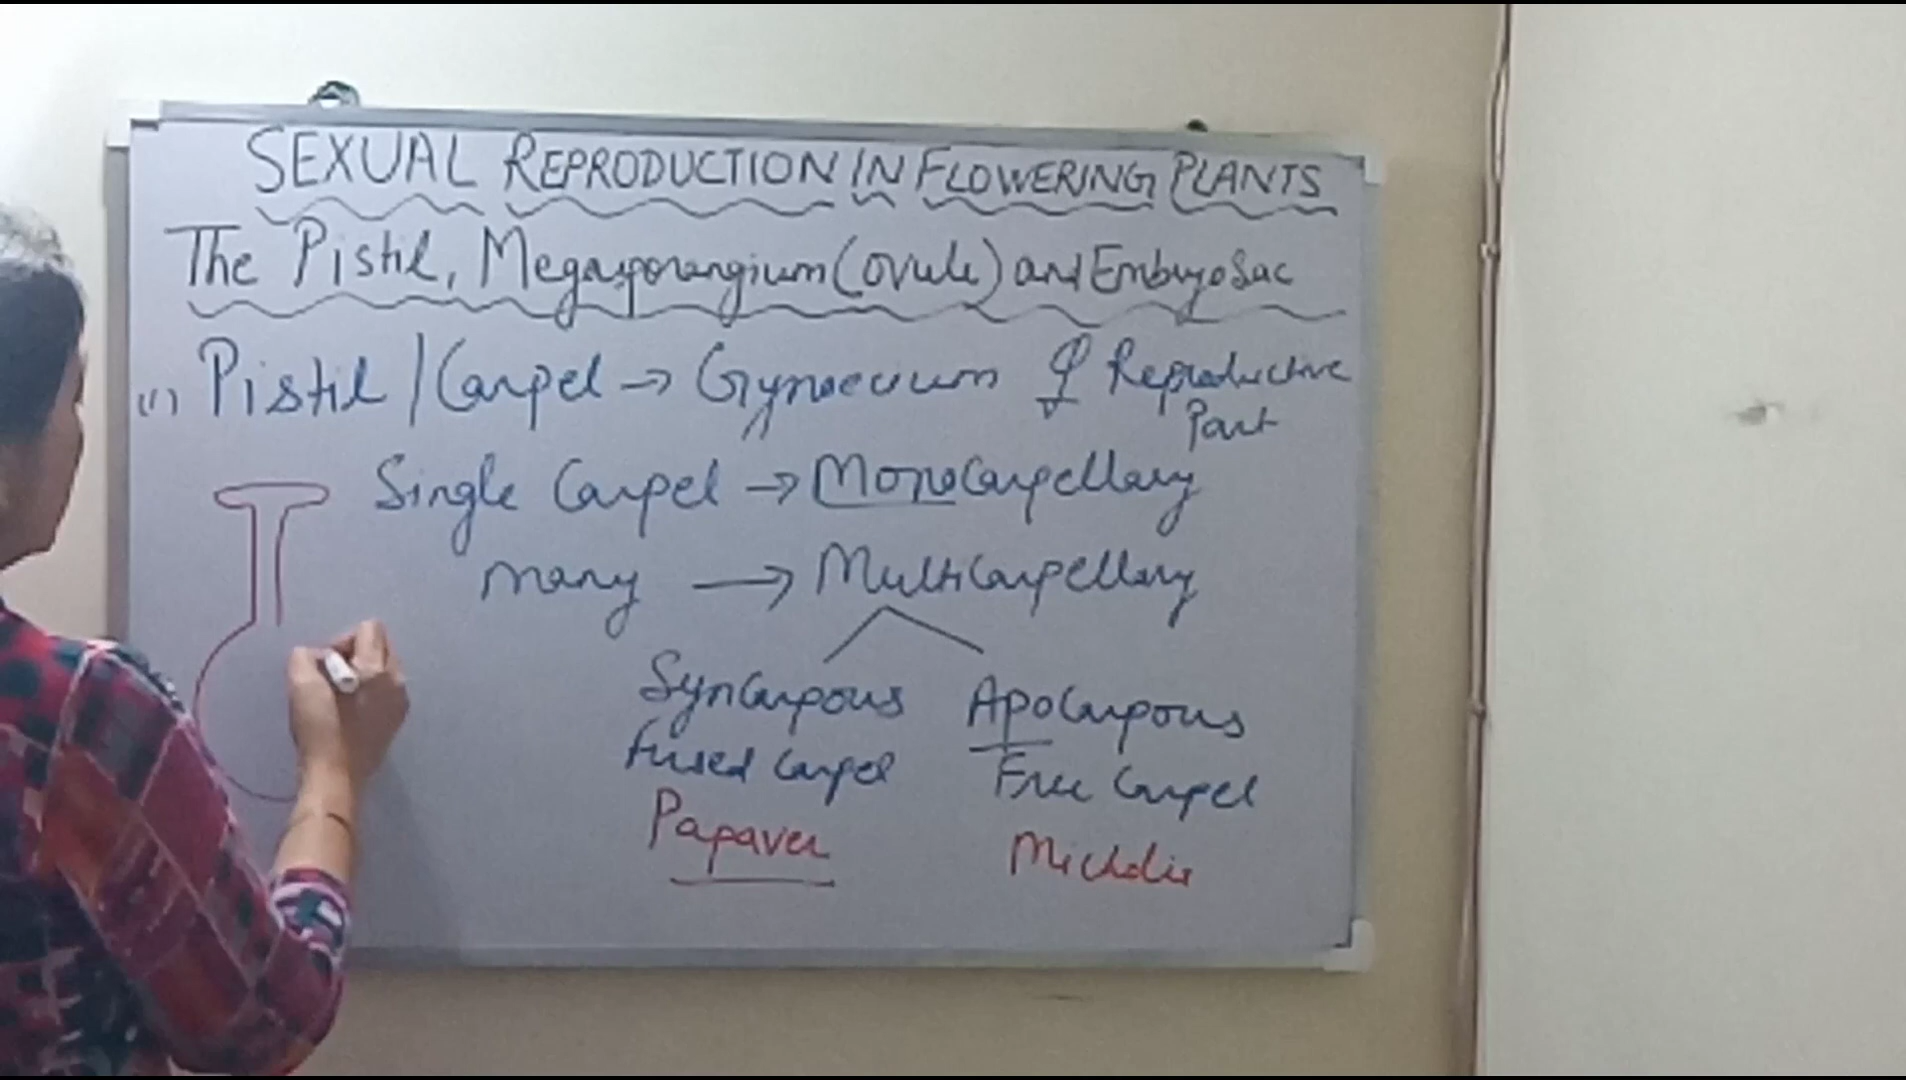 SEXUAL REPRODUCTION IN FLOWERING PLANTS
The Pistil, Megasporangium (ovule) and Embryo Sac
(1) Pistil / Carpel → Gynoecium ♀ Reproductive Part
Single Carpel → Monocarpellary
many → Multicarpellary
Syncarpous Apocarpous
Fused Carpel Free Carpel
Papaver